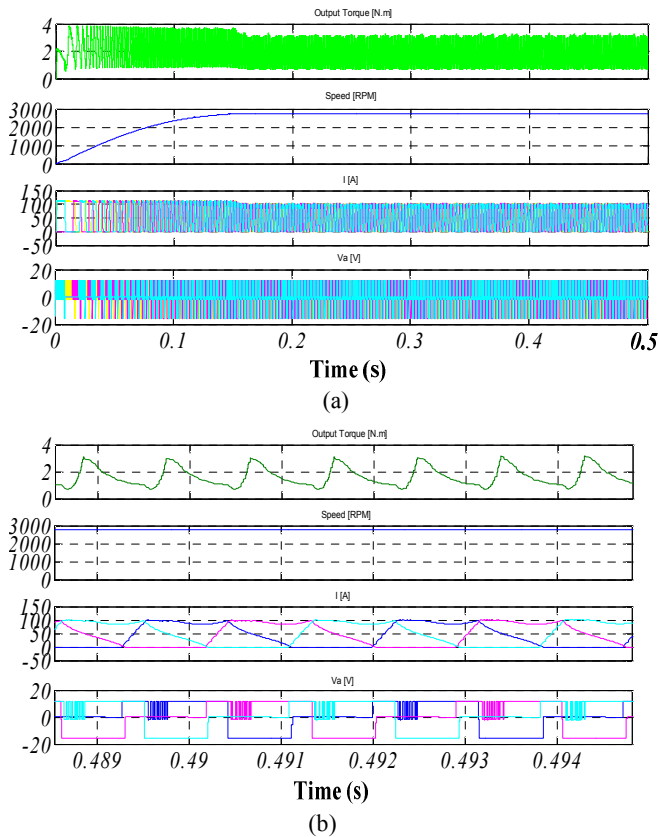 Output Torque [N.m]
4
2
0
Speed [RPM]
3000
2000
1000
0
I [A]
150
100
50
0
-50
Va [V]
20
0
-20
0 0.1 0.2 0.3 0.4 0.5
Time (s)
(a)
Output Torque [N.m]
4
2
0
Speed [RPM]
3000
2000
1000
0
I [A]
150
100
50
0
-50
Va [V]
20
0
-20
0.489 0.49 0.491 0.492 0.493 0.494
Time (s)
(b)